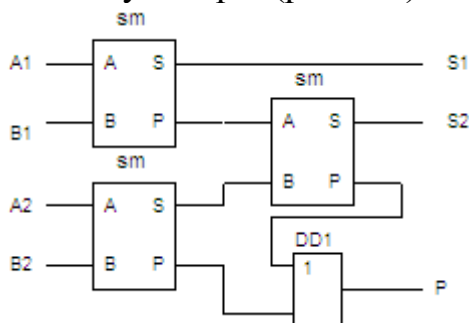 sm
A1 A S S1
sm
B1 B P A S S2
sm
A2 A S B P
B2 B P DD1
1
P